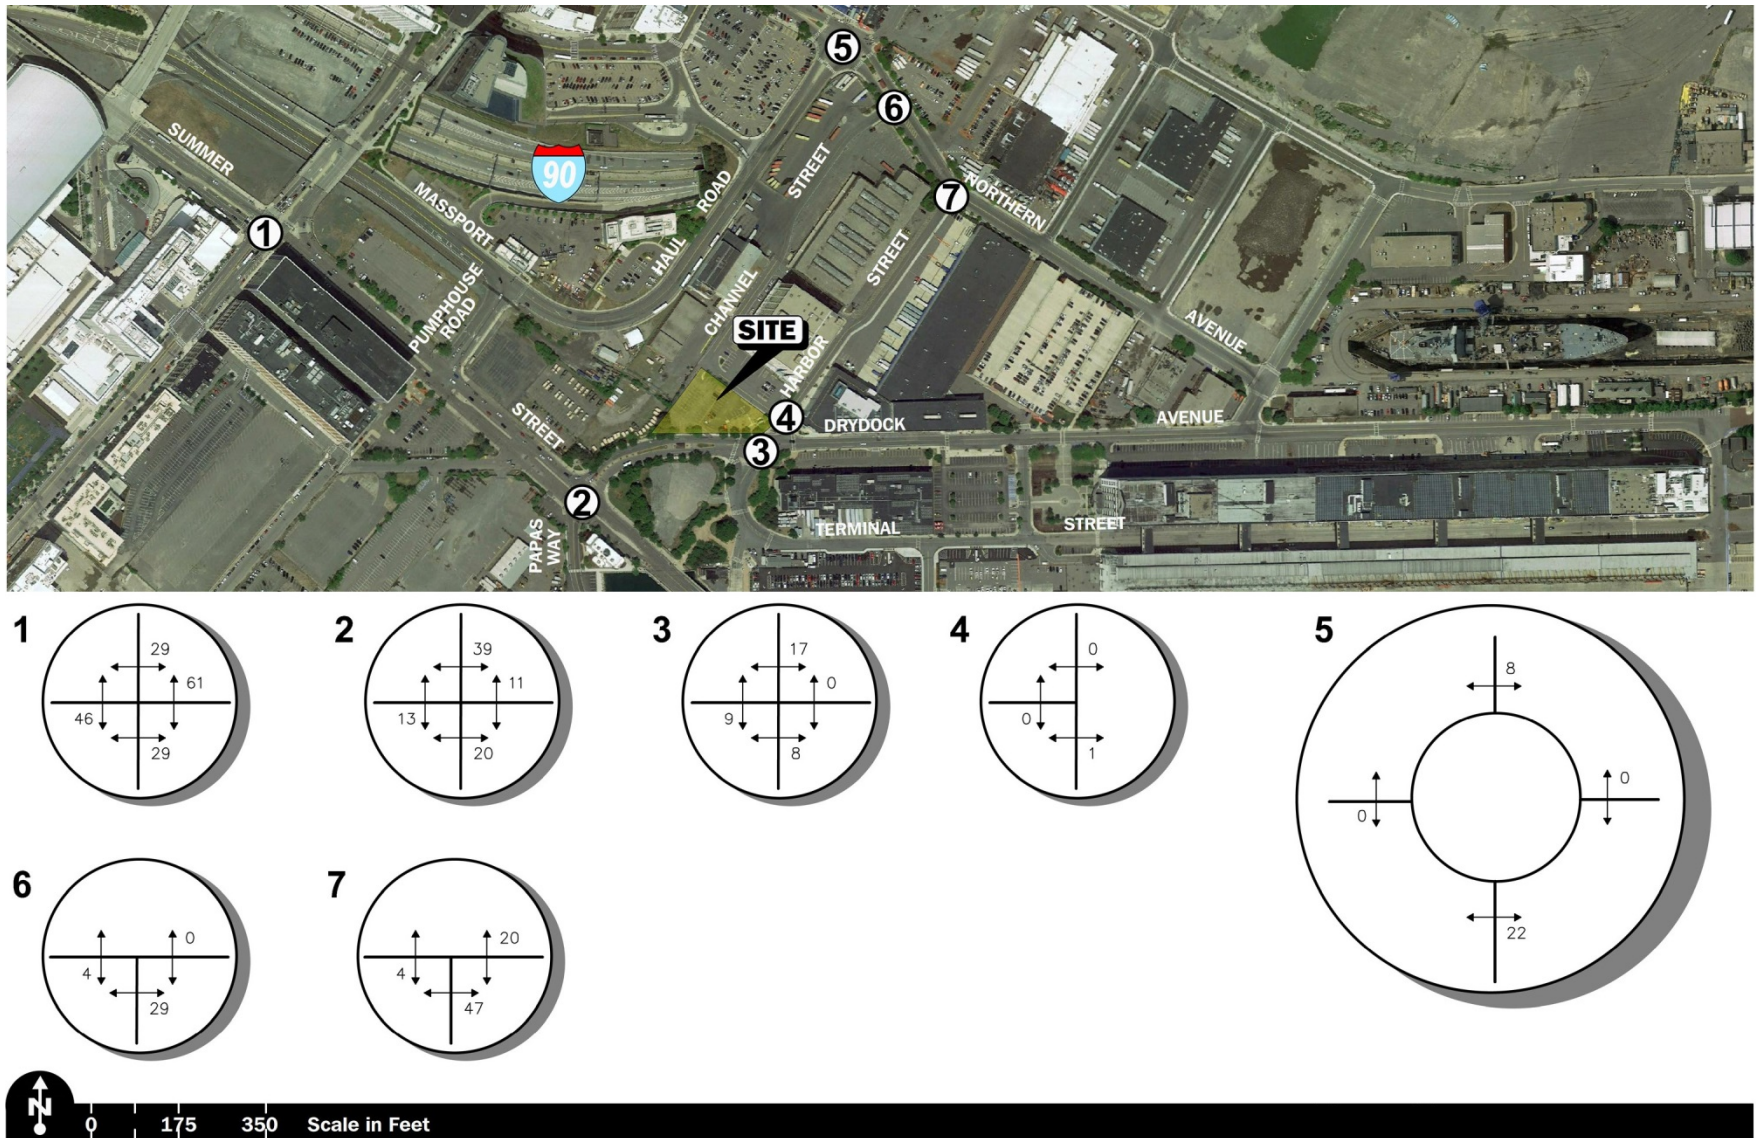 5
6
SUMMER
90
STREET
ROAD
MASSPORT
7
NORTHERN
1
HAUL
STREET
PUMPHOUSE
ROAD
CHANNEL
SITE
HARBOR
AVENUE
STREET
4
DRYDOCK
AVENUE
3
2
PAPAS
WAY
TERMINAL
STREET
1
29
61
46
29
2
39
11
13
20
3
17
0
9
8
4
0
0
1
5
8
0
0
22
6
0
4
29
7
20
4
47
N
0 175 350 Scale in Feet